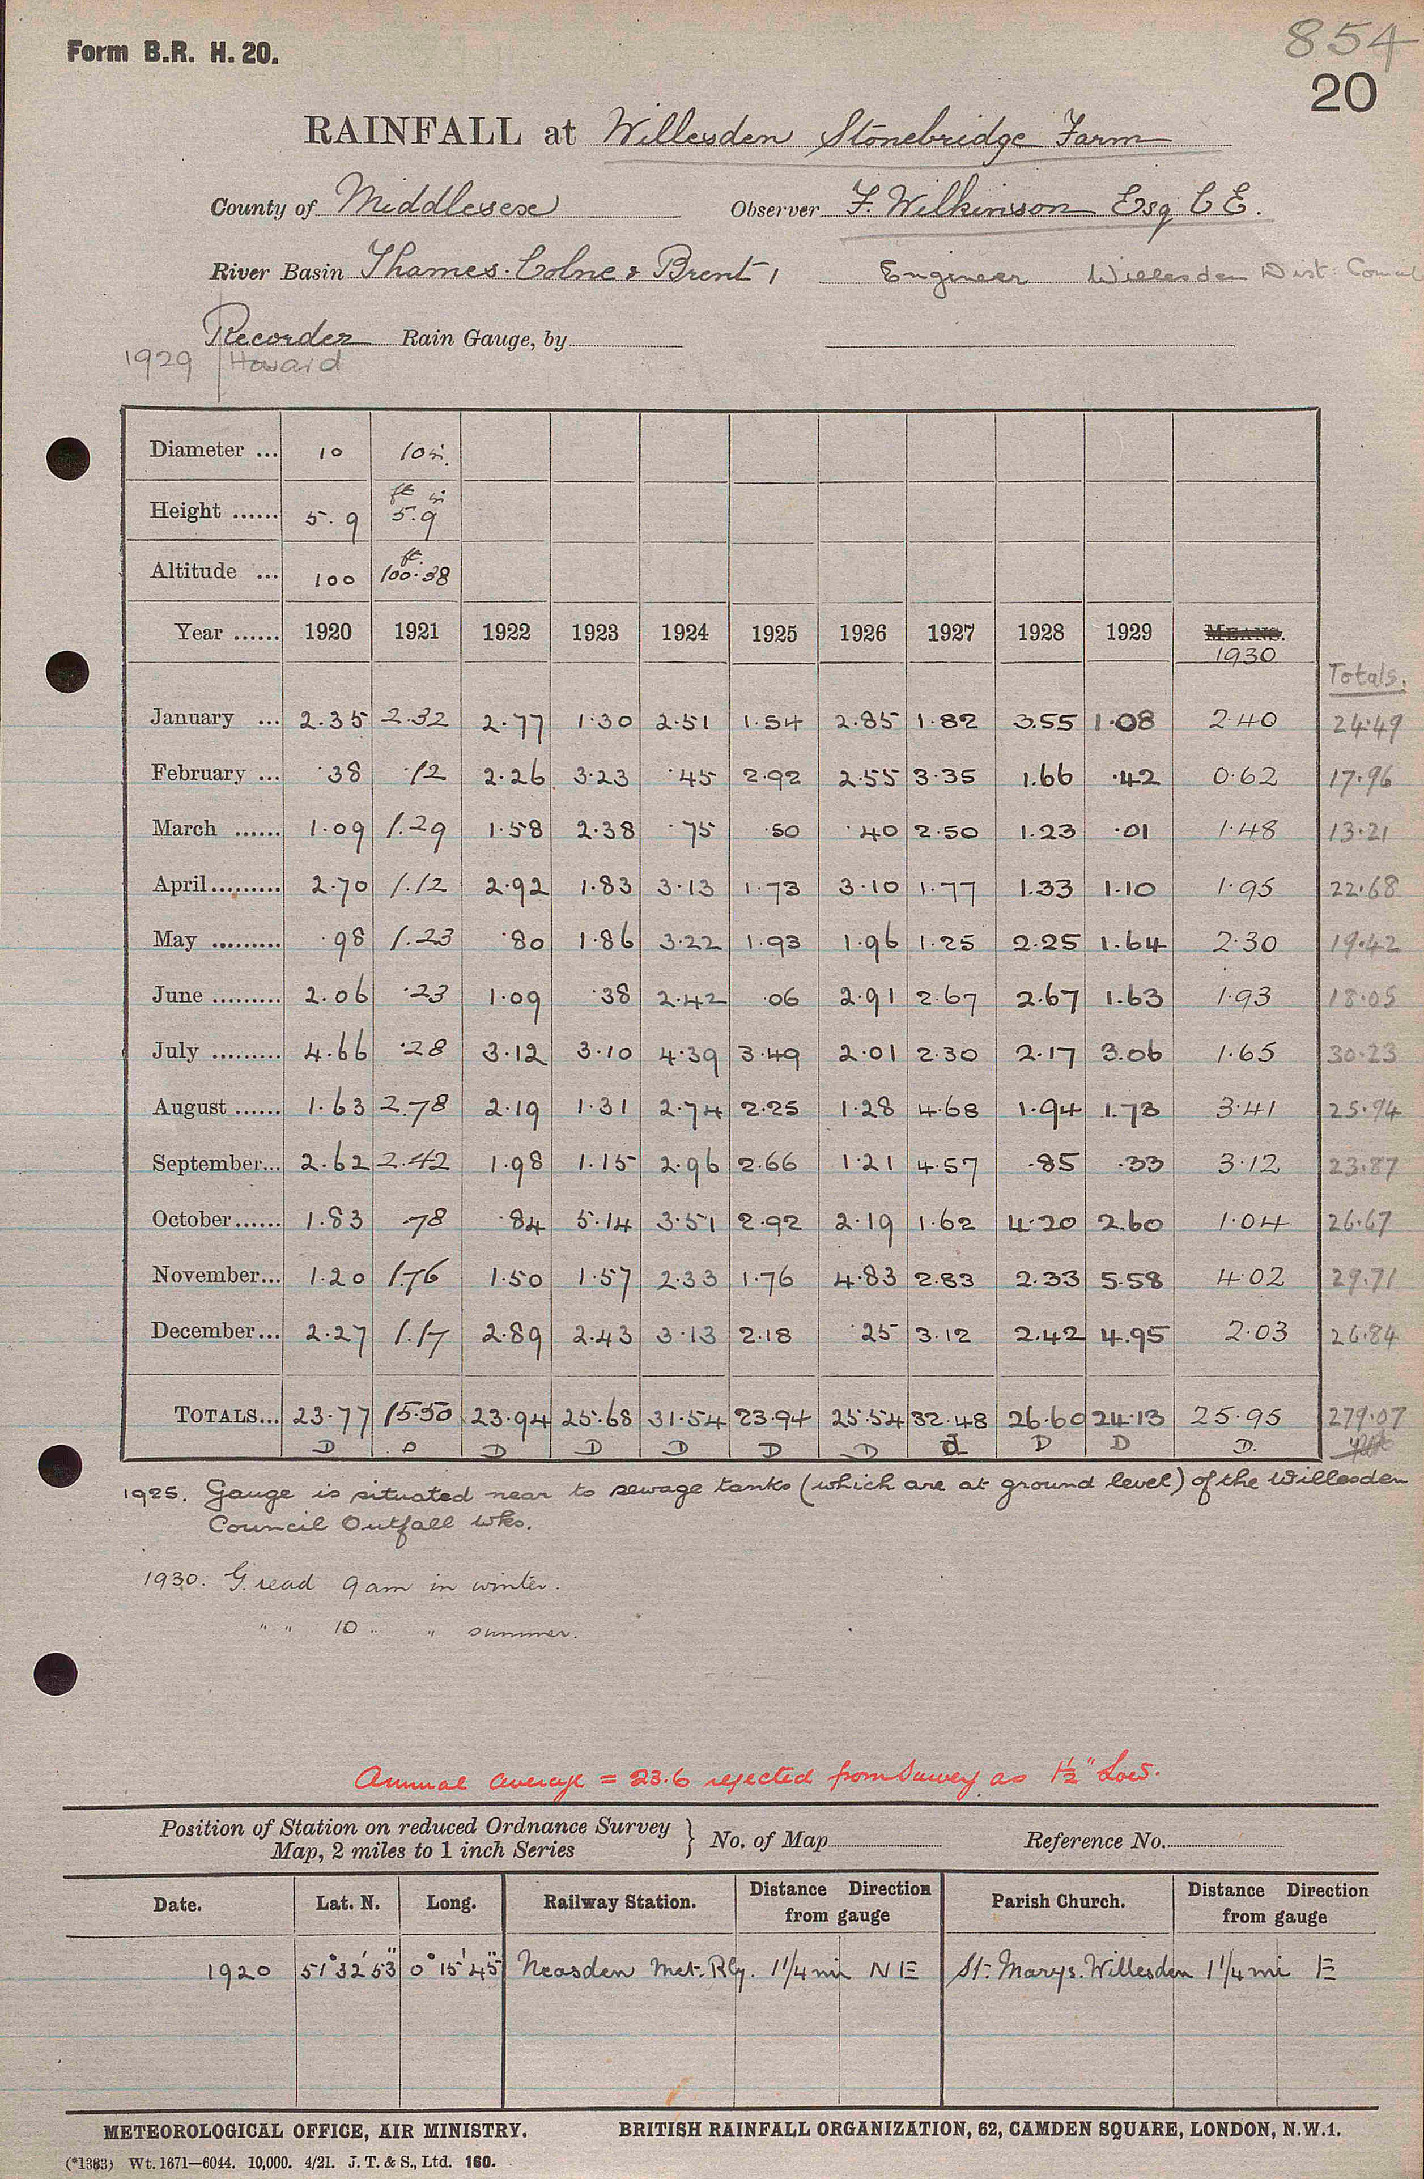 Form B.R. H. 20.
854
20
RAINFALL at Willesden Stonebridge Farm
County of Middlesex Observer F. Wilkinson Esq C E.
River Basin Thames. Colne & Brent 1 Engineer Willesden Dist: Council
Recorder Rain Gauge, by
1929 Howard
Diameter ... 10 10 in.
ft in
Height ...... 5. 9 5. 9
ft.
Altitude ... 100 100.38
Year ...... 1920 1921 1922 1923 1924 1925 1926 1927 1928 1929 MEANS.
1930
Totals.
January ... 2.35 2.32 2.77 1.30 2.51 1.54 2.85 1.82 3.55 1.08 2.40 24.49
February ... .38 .12 2.26 3.23 .45 2.92 2.55 3.35 1.66 .42 0.62 17.96
March ...... 1.09 1.29 1.58 2.38 .75 .50 .40 2.50 1.23 .01 1.48 13.21
April......... 2.70 1.12 2.92 1.83 3.13 1.73 3.10 1.77 1.33 1.10 1.95 22.68
May ......... .98 1.23 .80 1.86 3.22 1.93 1.96 1.25 2.25 1.64 2.30 19.42
June ......... 2.06 .23 1.09 .38 2.42 .06 2.91 2.67 2.67 1.63 1.93 18.05
July ......... 4.66 .28 3.12 3.10 4.39 3.49 2.01 2.30 2.17 3.06 1.65 30.23
August ...... 1.63 2.78 2.19 1.31 2.74 2.25 1.28 4.68 1.94 1.73 3.41 25.94
September... 2.62 2.42 1.98 1.15 2.96 2.66 1.21 4.57 .85 .33 3.12 23.87
October...... 1.83 .78 .84 5.14 3.51 2.92 2.19 1.62 4.20 2.60 1.04 26.67
November... 1.20 1.76 1.50 1.57 2.33 1.76 4.83 2.83 2.33 5.58 4.02 29.71
December... 2.27 1.17 2.89 2.43 3.13 2.18 .25 3.12 2.42 4.95 2.03 26.84
TOTALS... 23.77 15.50 23.94 25.68 31.54 23.94 25.54 32.48 26.60 24.13 25.95 279.07
D P D D D D D d D D D.
1925. Gauge is situated near to sewage tanks (which are at ground level) of the Willesden
Council Outfall Wks.
1930. G. read 9 am in winter.
" " 10 " " summer.
Annual average = 23.6 rejected from Survey as 1½" Low.
Position of Station on reduced Ordnance Survey
Map, 2 miles to 1 inch Series } No. of Map Reference No.
Date. Lat. N. Long. Railway Station. Distance Direction from gauge Parish Church. Distance Direction from gauge
1920 51° 32' 53" 0° 15' 45" Neasden Met. Rly. 1¼ mi N E St. Marys. Willesden 1¼ mi E
METEOROLOGICAL OFFICE, AIR MINISTRY. BRITISH RAINFALL ORGANIZATION, 62, CAMDEN SQUARE, LONDON, N.W.1.
(*1383) Wt. 1671—6044. 10,000. 4/21. J. T. & S., Ltd. 160.